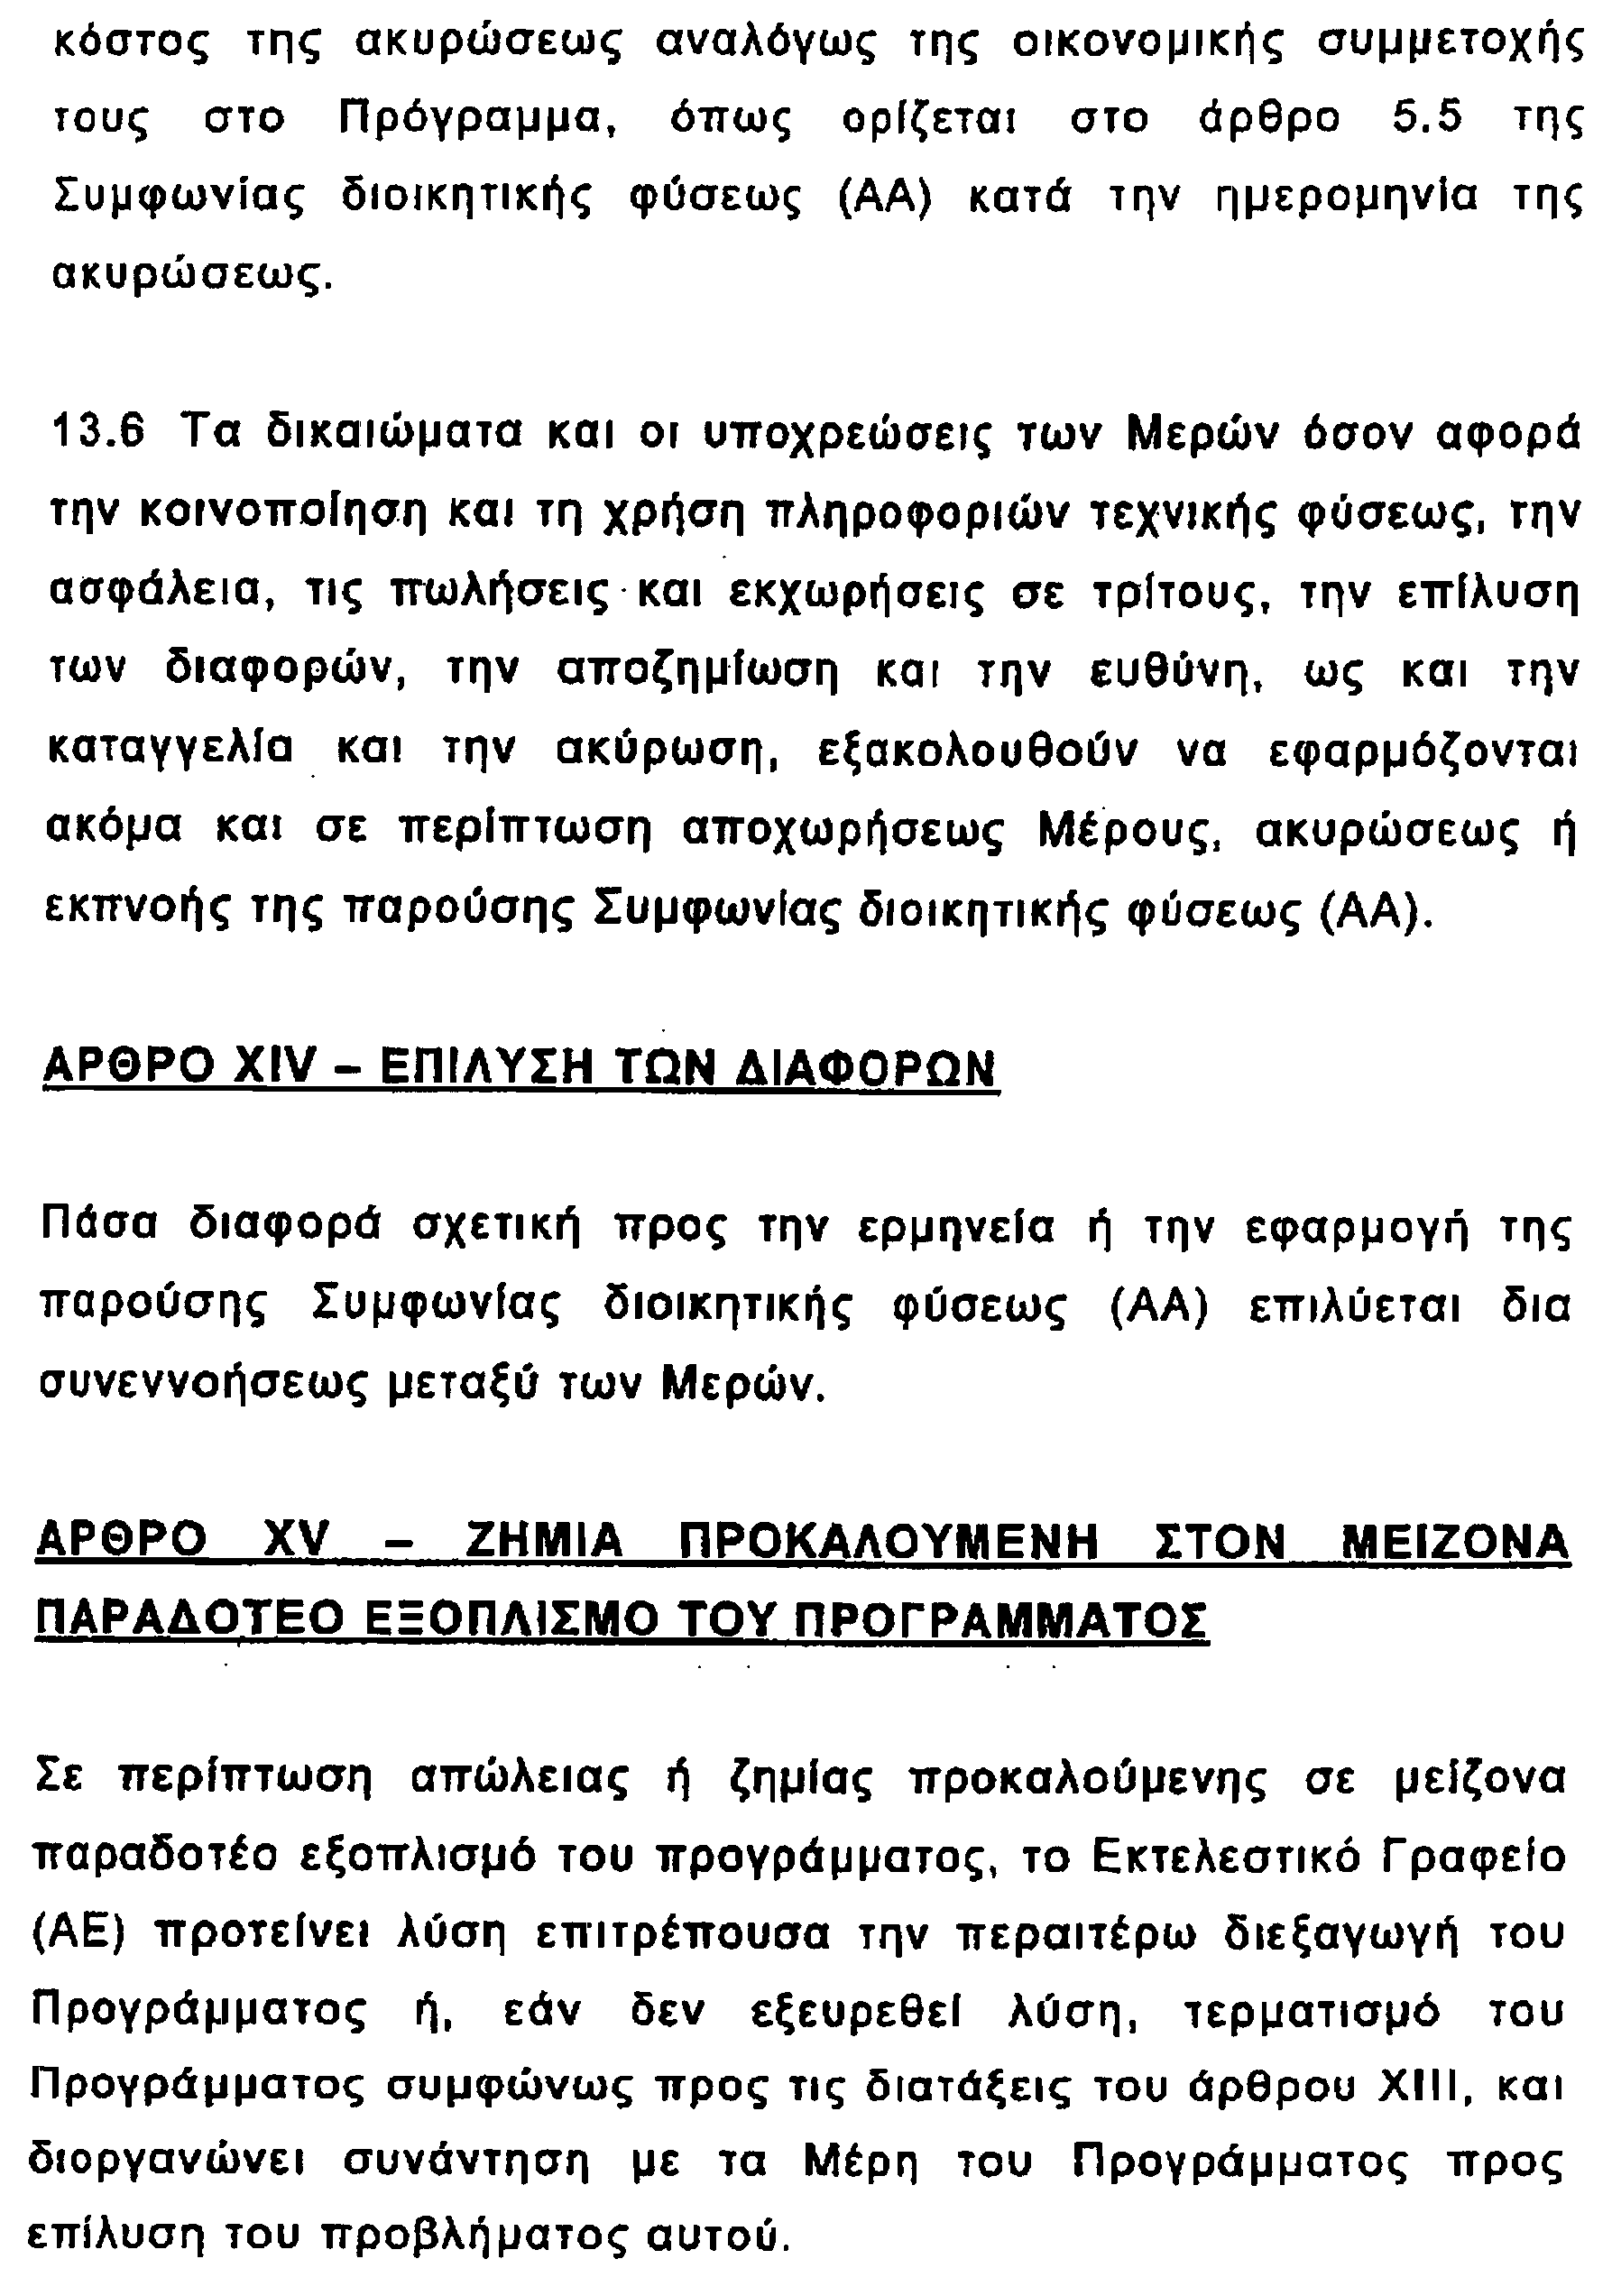 κόστος της ακυρώσεως αναλόγως της οικονομικής συμμετοχής
τους στο Πρόγραμμα, όπως ορίζεται στο άρθρο 5.5 της
Συμφωνίας διοικητικής φύσεως (ΑΑ) κατά την ημερομηνία της
ακυρώσεως.
13.6 Τα δικαιώματα και οι υποχρεώσεις των Μερών όσον αφορά
την κοινοποίηση και τη χρήση πληροφοριών τεχνικής φύσεως, την
ασφάλεια, τις πωλήσεις και εκχωρήσεις σε τρίτους, την επίλυση
των διαφορών, την αποζημίωση και την ευθύνη, ως και την
καταγγελία και την ακύρωση, εξακολουθούν να εφαρμόζονται
ακόμα και σε περίπτωση αποχωρήσεως Μέρους, ακυρώσεως ή
εκπνοής της παρούσης Συμφωνίας διοικητικής φύσεως (ΑΑ).
ΑΡΘΡΟ XIV – ΕΠΙΛΥΣΗ ΤΩΝ ΔΙΑΦΟΡΩΝ
Πάσα διαφορά σχετική προς την ερμηνεία ή την εφαρμογή της
παρούσης Συμφωνίας διοικητικής φύσεως (ΑΑ) επιλύεται δια
συνεννοήσεως μεταξύ των Μερών.
ΑΡΘΡΟ XV – ΖΗΜΙΑ ΠΡΟΚΑΛΟΥΜΕΝΗ ΣΤΟΝ ΜΕΙΖΟΝΑ
ΠΑΡΑΔΟΤΕΟ ΕΞΟΠΛΙΣΜΟ ΤΟΥ ΠΡΟΓΡΑΜΜΑΤΟΣ
Σε περίπτωση απώλειας ή ζημίας προκαλούμενης σε μείζονα
παραδοτέο εξοπλισμό του προγράμματος, το Εκτελεστικό Γραφείο
(ΑΕ) προτείνει λύση επιτρέπουσα την περαιτέρω διεξαγωγή του
Προγράμματος ή, εάν δεν εξευρεθεί λύση, τερματισμό του
Προγράμματος συμφώνως προς τις διατάξεις του άρθρου XIII, και
διοργανώνει συνάντηση με τα Μέρη του Προγράμματος προς
επίλυση του προβλήματος αυτού.